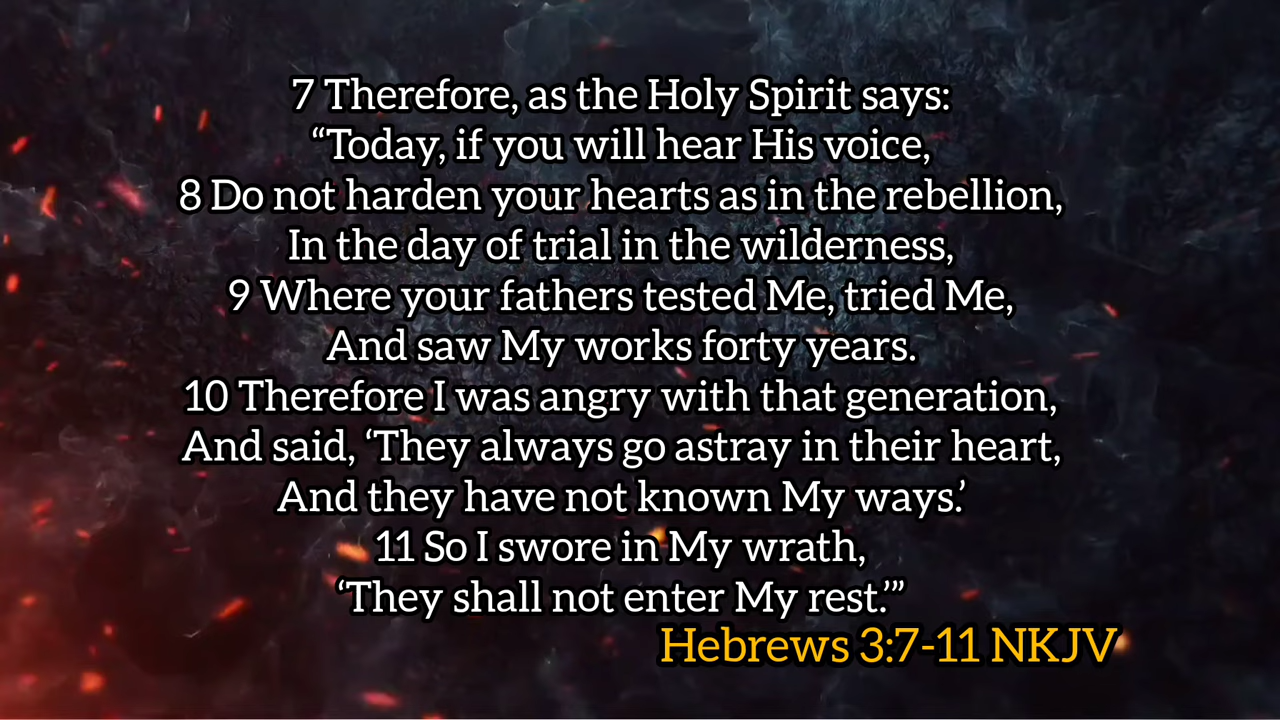 7 Therefore, as the Holy Spirit says:
“Today, if you will hear His voice,
8 Do not harden your hearts as in the rebellion,
In the day of trial in the wilderness,
9 Where your fathers tested Me, tried Me,
And saw My works forty years.
10 Therefore I was angry with that generation,
And said, ‘They always go astray in their heart,
And they have not known My ways.’
11 So I swore in My wrath,
‘They shall not enter My rest.’”
Hebrews 3:7-11 NKJV